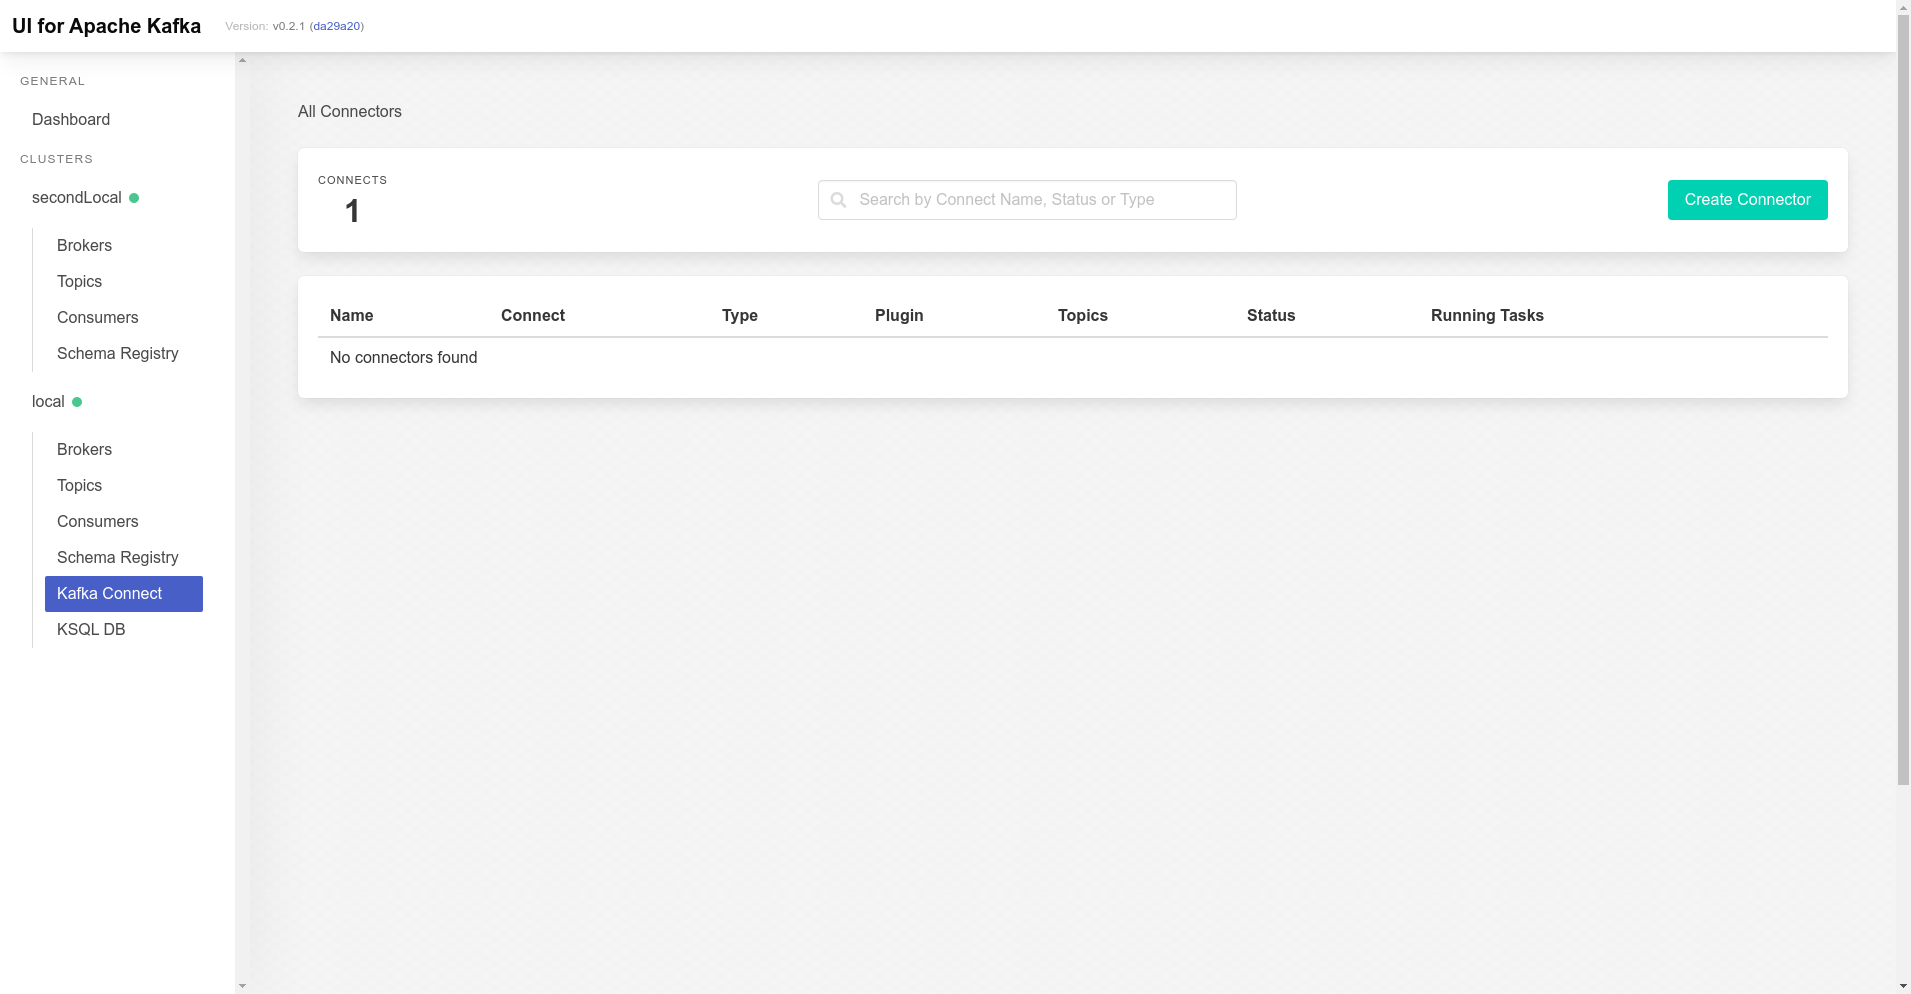 UI for Apache Kafka
Version: v0.2.1 (da29a20)
GENERAL
Dashboard
CLUSTERS
secondLocal
Brokers
Topics
Consumers
Schema Registry
local
Brokers
Topics
Consumers
Schema Registry
Kafka Connect
KSQL DB
All Connectors
CONNECTS
1
Search by Connect Name, Status or Type
Create Connector
Name Connect Type Plugin Topics Status Running Tasks
No connectors found